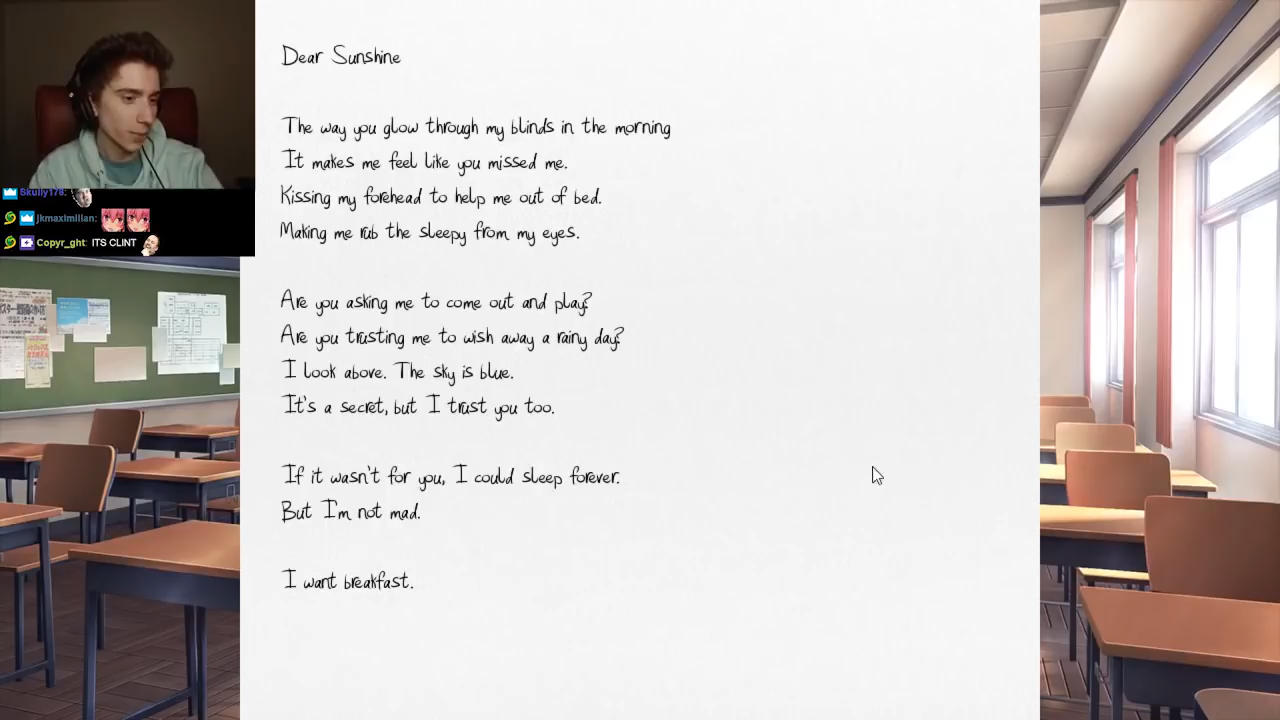 Dear Sunshine
The way you glow through my blinds in the morning
It makes me feel like you missed me.
Kissing my forehead to help me out of bed.
Making me rub the sleepy from my eyes.
Are you asking me to come out and play?
Are you trusting me to wish away a rainy day?
I look above. The sky is blue.
It's a secret, but I trust you too.
If it wasn't for you, I could sleep forever.
But I'm not mad.
I want breakfast.
Skully178:
jkmaximilian:
Copyr_ght: ITS CLINT